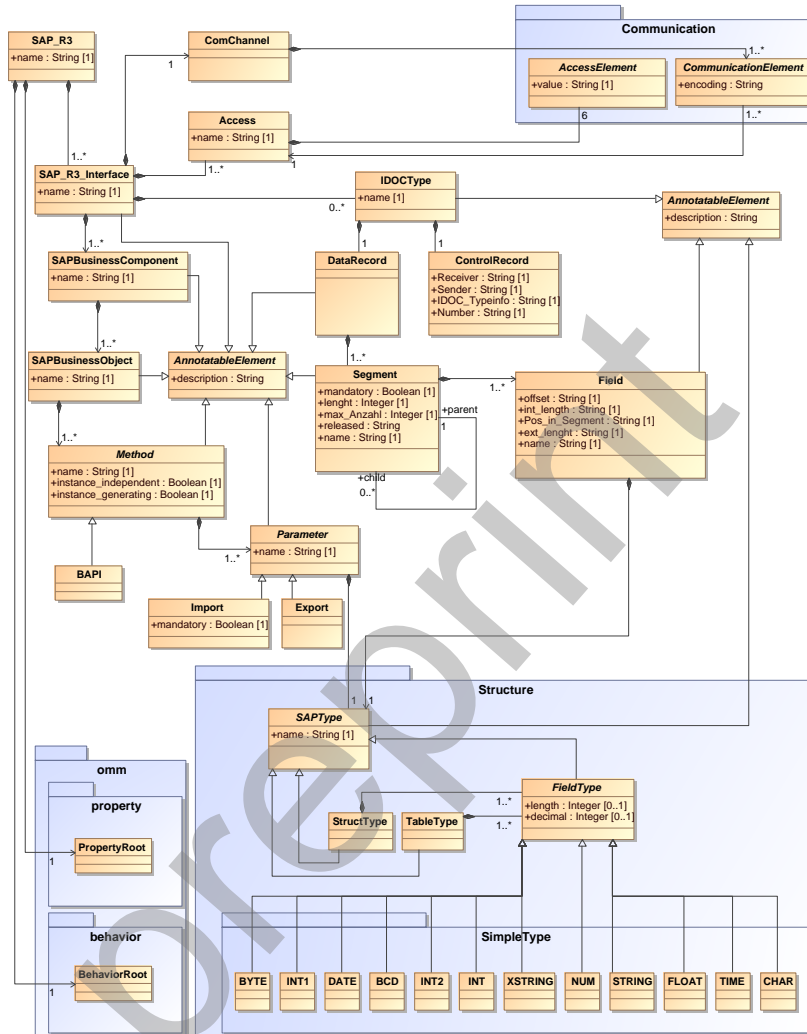 Communication
SAP_R3
+name : String [1]
ComChannel
1
1..*
AccessElement
+value : String [1]
6
CommunicationElement
+encoding : String
1..*
Access
+name : String [1]
1
1..*
1..*
SAP_R3_Interface
+name : String [1]
IDOCType
+name [1]
0..*
AnnotatableElement
+description : String
1..*
1
1
SAPBusinessComponent
+name : String [1]
DataRecord
ControlRecord
+Receiver : String [1]
+Sender : String [1]
+IDOC_Typeinfo : String [1]
+Number : String [1]
1..*
1..*
SAPBusinessObject
+name : String [1]
AnnotatableElement
+description : String
Segment
+mandatory : Boolean [1]
+lenght : Integer [1]
+max_Anzahl : Integer [1]
+released : String
+name : String [1]
1..*
+parent
1
+child
0..*
Field
+offset : String [1]
+int_length : String [1]
+Pos_in_Segment : String [1]
+ext_lenght : String [1]
+name : String [1]
1..*
Method
+name : String [1]
+instance_independent : Boolean [1]
+instance_generating : Boolean [1]
1..*
Parameter
+name : String [1]
BAPI
Import
+mandatory : Boolean [1]
Export
Structure
1
1
SAPType
+name : String [1]
omm
property
PropertyRoot
1
behavior
BehaviorRoot
1
FieldType
+length : Integer [0..1]
+decimal : Integer [0..1]
1..*
1..*
StructType
TableType
SimpleType
BYTE
INT1
DATE
BCD
INT2
INT
XSTRING
NUM
STRING
FLOAT
TIME
CHAR
preprint